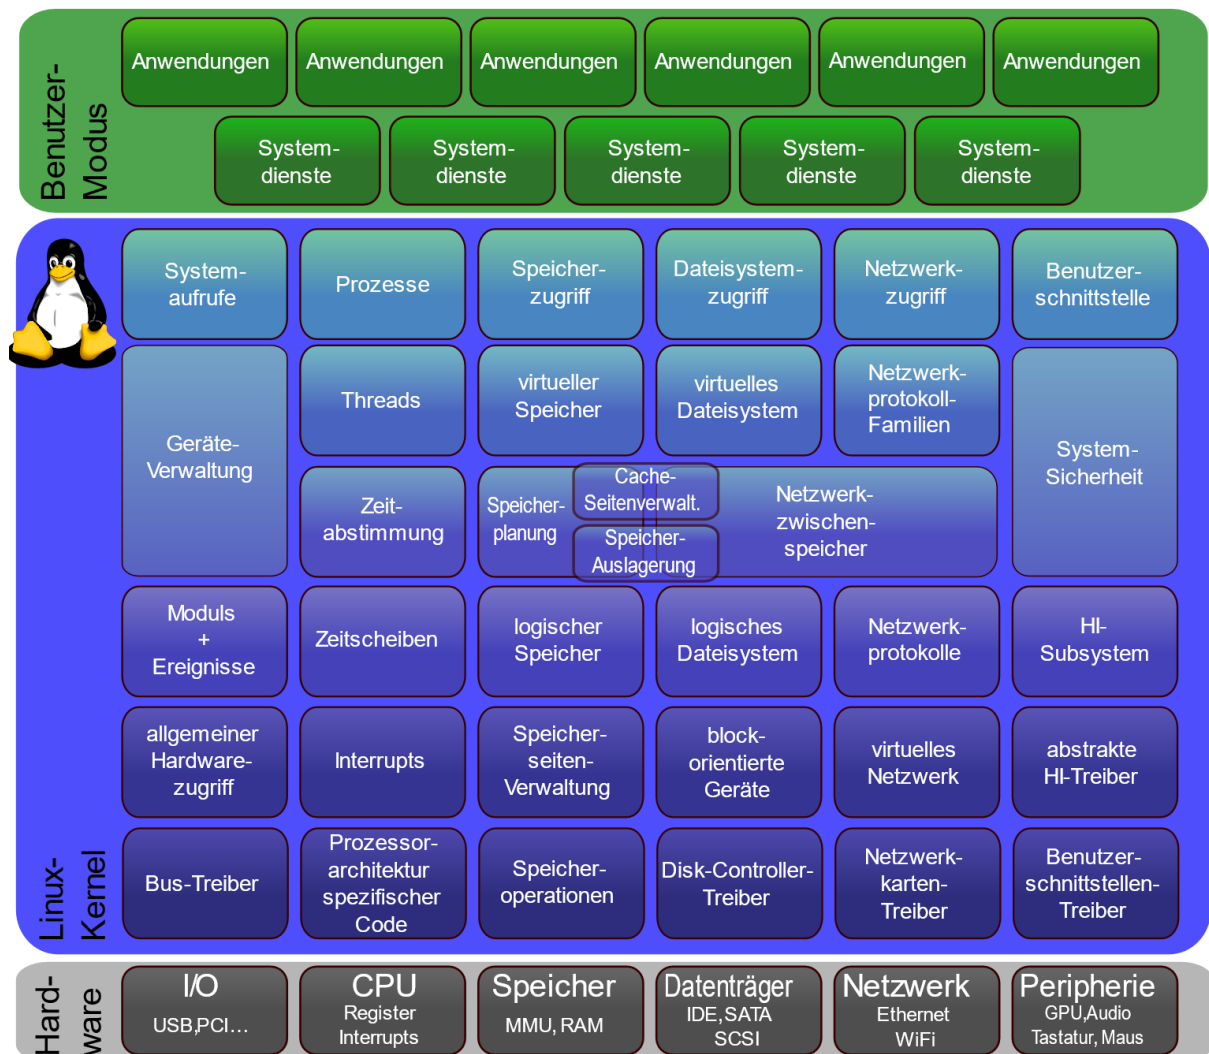 Benutzer-
Modus
Anwendungen
Anwendungen
Anwendungen
Anwendungen
Anwendungen
Anwendungen
System-
dienste
System-
dienste
System-
dienste
System-
dienste
System-
dienste
Linux-
Kernel
System-
aufrufe
Prozesse
Speicher-
zugriff
Dateisystem-
zugriff
Netzwerk-
zugriff
Benutzer-
schnittstelle
Geräte-
Verwaltung
Threads
virtueller
Speicher
virtuelles
Dateisystem
Netzwerk-
protokoll-
Familien
System-
Sicherheit
Zeit-
abstimmung
Speicher-
planung
Cache-
Seitenverwalt.
Speicher-
Auslagerung
Netzwerk-
zwischen-
speicher
Moduls
+
Ereignisse
Zeitscheiben
logischer
Speicher
logisches
Dateisystem
Netzwerk-
protokolle
HI-
Subsystem
allgemeiner
Hardware-
zugriff
Interrupts
Speicher-
seiten-
Verwaltung
block-
orientierte
Geräte
virtuelles
Netzwerk
abstrakte
HI-Treiber
Bus-Treiber
Prozessor-
architektur
spezifischer
Code
Speicher-
operationen
Disk-Controller-
Treiber
Netzwerk-
karten-
Treiber
Benutzer-
schnittstellen-
Treiber
Hard-
ware
I/O
USB,PCI…
CPU
Register
Interrupts
Speicher
MMU, RAM
Datenträger
IDE,SATA
SCSI
Netzwerk
Ethernet
WiFi
Peripherie
GPU,Audio
Tastatur, Maus